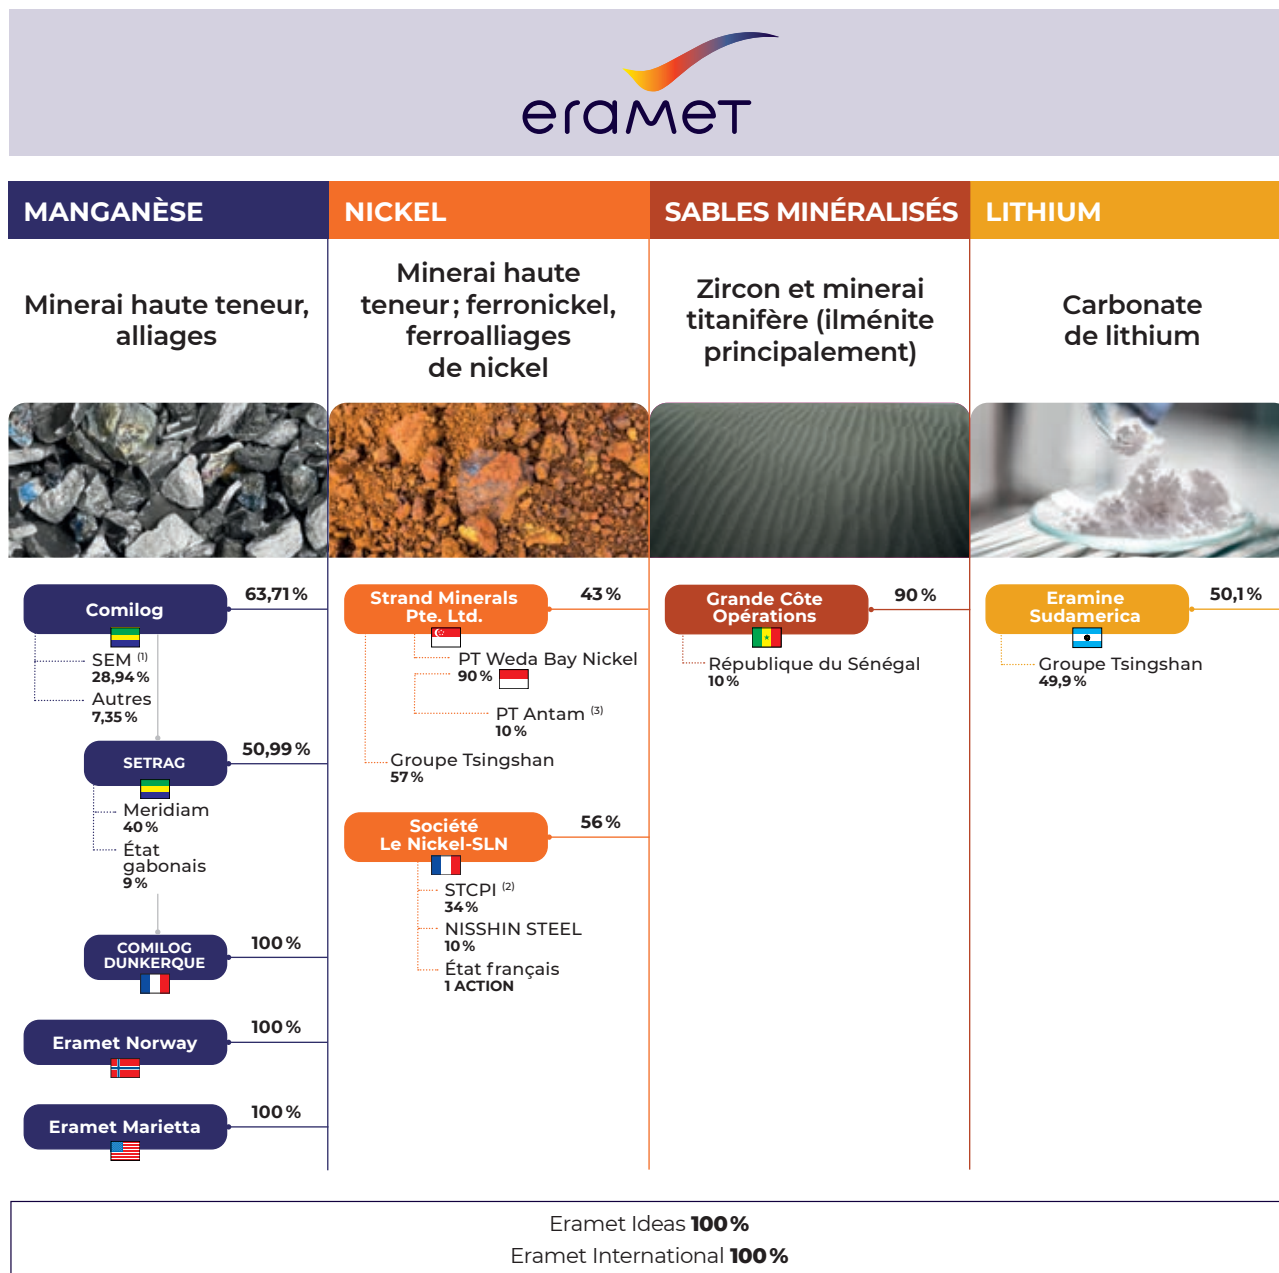 eramet
MANGANÈSE
Minerai haute teneur,
alliages
Comilog
63,71 %
SEM (1)
28,94 %
Autres
7,35 %
SETRAG
50,99 %
Meridiam
40 %
État
gabonais
9 %
COMILOG
DUNKERQUE
100 %
Eramet Norway
100 %
Eramet Marietta
100 %
NICKEL
Minerai haute
teneur ; ferronickel,
ferroalliages
de nickel
Strand Minerals
Pte. Ltd.
43 %
PT Weda Bay Nickel
90 %
PT Antam (3)
10 %
Groupe Tsingshan
57 %
Société
Le Nickel-SLN
56 %
STCPI (2)
34 %
NISSHIN STEEL
10 %
État français
1 ACTION
SABLES MINÉRALISÉS
Zircon et minerai
titanifère (ilménite
principalement)
Grande Côte
Opérations
90 %
République du Sénégal
10 %
LITHIUM
Carbonate
de lithium
Eramine
Sudamerica
50,1 %
Groupe Tsingshan
49,9 %
Eramet Ideas 100 %
Eramet International 100 %